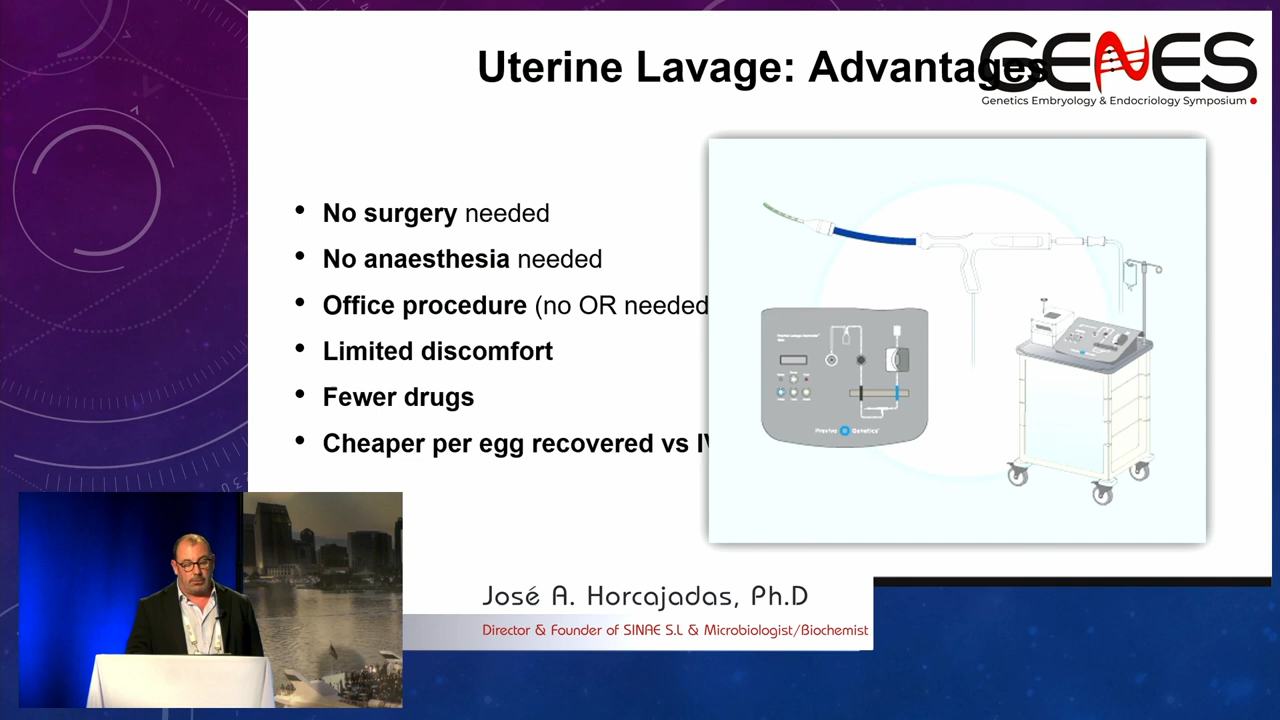 Uterine Lavage: Advantages
GENES
Genetics Embryology & Endocriology Symposium
• No surgery needed
• No anaesthesia needed
• Office procedure (no OR needed
• Limited discomfort
• Fewer drugs
• Cheaper per egg recovered vs IV
Previvo Genetics
José A. Horcajadas, Ph.D
Director & Founder of SINAE S.L & Microbiologist/Biochemist